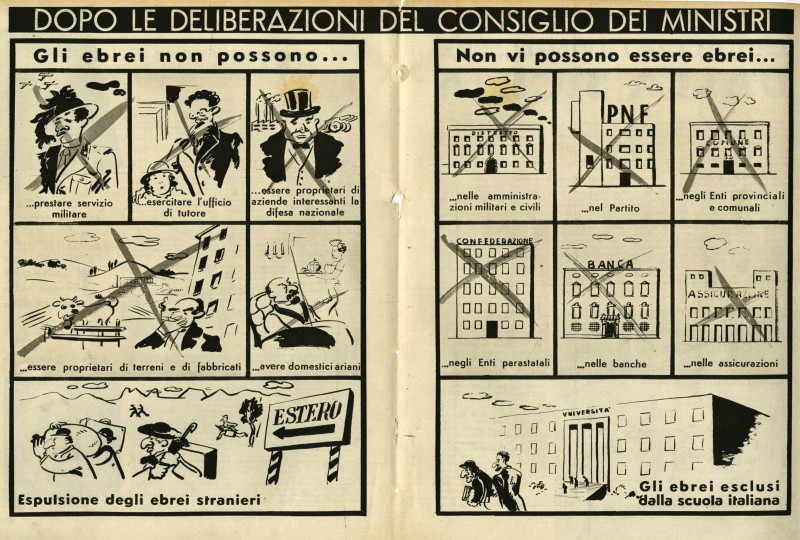 DOPO LE DELIBERAZIONI DEL CONSIGLIO DEI MINISTRI
Gli ebrei non possono...
...prestare servizio
militare
...esercitare l'ufficio
di tutore
...essere proprietari di
aziende interessanti la
difesa nazionale
...essere proprietari di terreni e di fabbricati
...avere domestici ariani
ESTERO
Espulsione degli ebrei stranieri
Non vi possono essere ebrei...
DISTRETTO
...nelle amministra-
zioni militari e civili
PNF
...nel Partito
COMUNE
...negli Enti provinciali
e comunali
CONFEDERAZIONE
...negli Enti parastatali
BANCA
...nelle banche
ASSICURAZIONE
...nelle assicurazioni
VNIVERSITA'
Gli ebrei esclusi
dalla scuola italiana